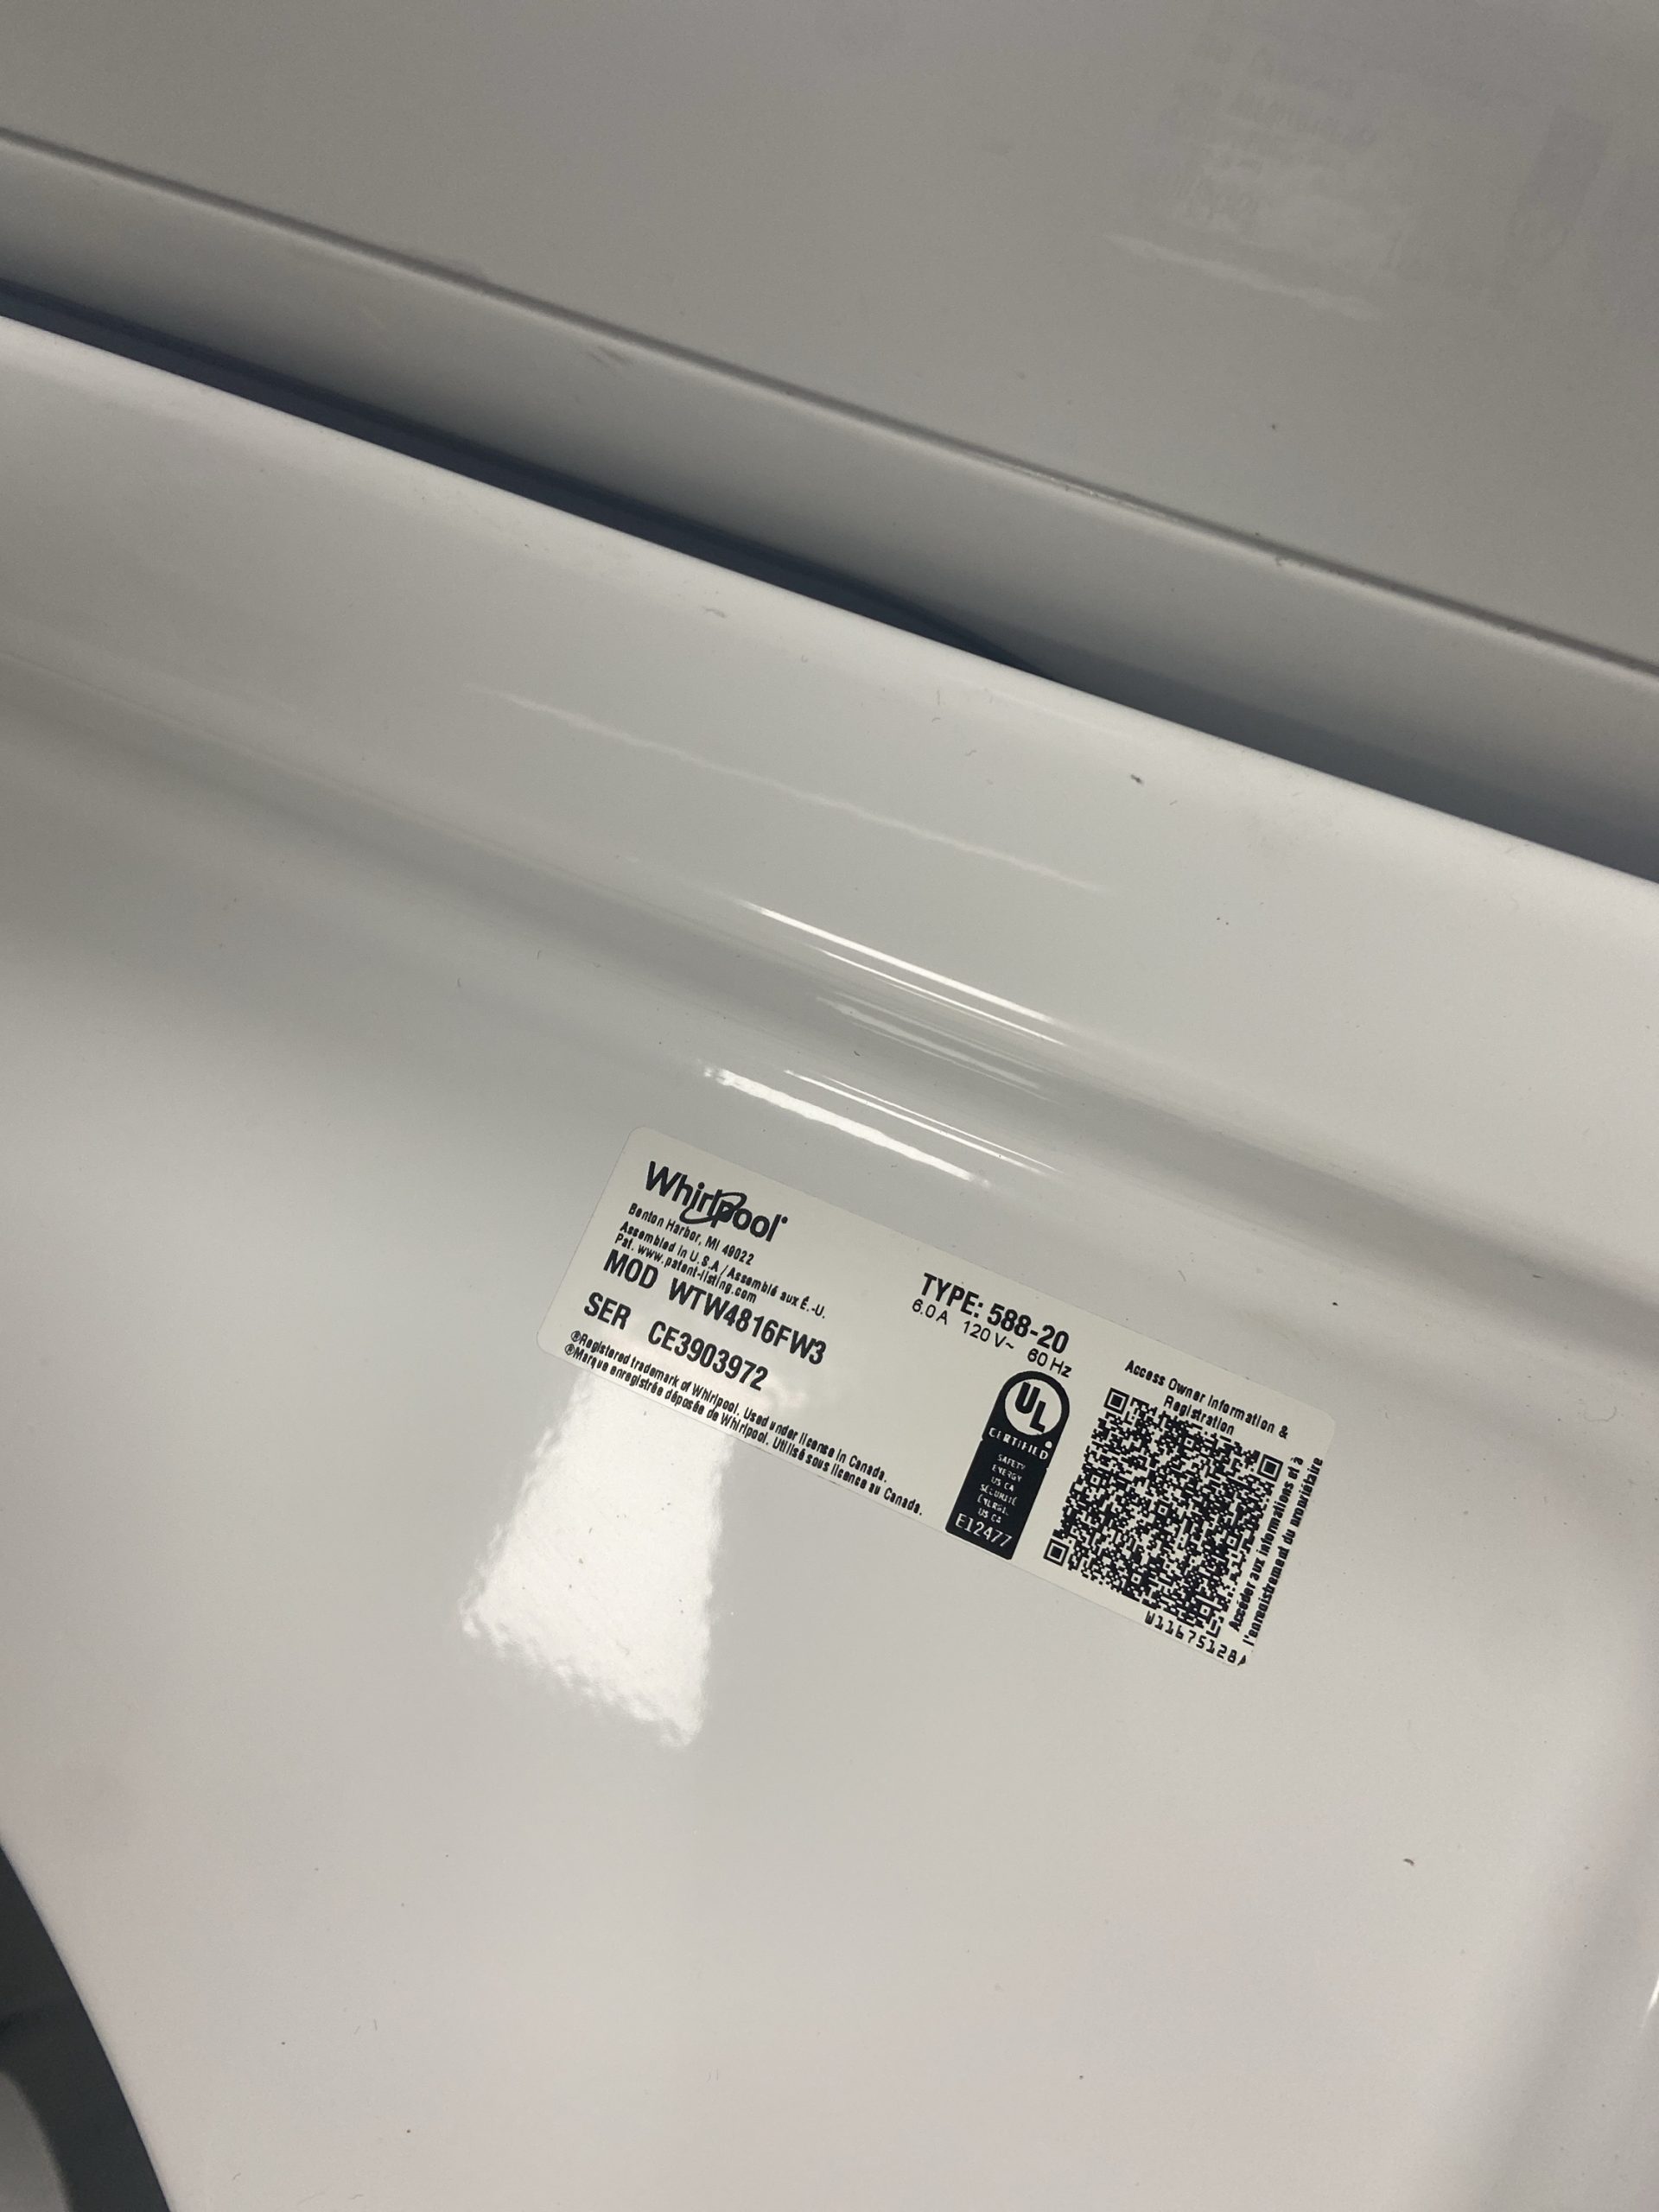 Whirlpool®
Benton Harbor, MI 49022
Assembled in U.S.A./Assemblé aux É.-U.
Pat. www.patent-listing.com
MOD WTW4816FW3
SER CE3903972
®Registered trademark of Whirlpool. Used under license in Canada.
®Marque enregistrée déposée de Whirlpool. Utilisé sous licence au Canada.
TYPE: 588-20
6.0A 120V~ 60Hz
UL
CERTIFIED
SAFETY
ENERGY
US CA
SÉCURITÉ
ÉNERGIE
US CA
E12477
Access Owner Information &
Registration
Accéder aux informations et à
l'enregistrement du propriétaire
W11675128A